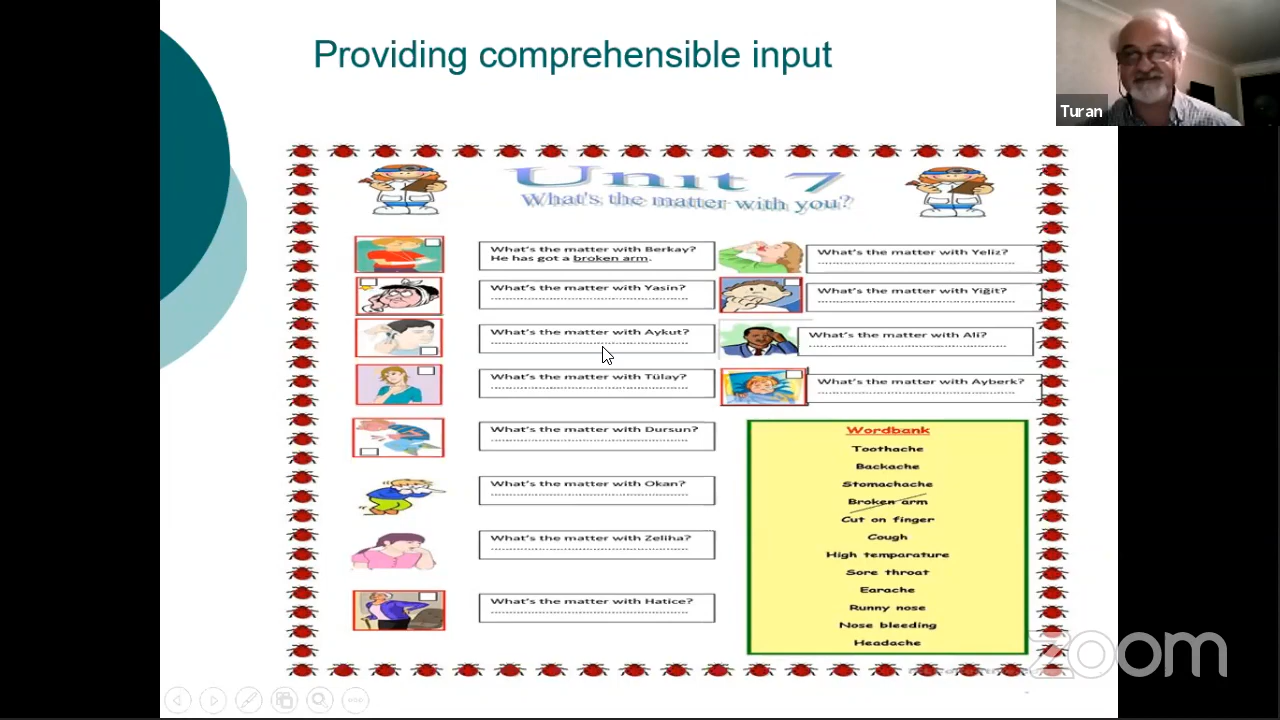 Providing comprehensible input
Turan
Unit 7
What's the matter with you?
What's the matter with Berkay?
He has got a broken arm.
What's the matter with Yasin?
What's the matter with Aykut?
What's the matter with Tülay?
What's the matter with Dursun?
What's the matter with Okan?
What's the matter with Zeliha?
What's the matter with Hatice?
What's the matter with Yeliz?
What's the matter with Yiğit?
What's the matter with Ali?
What's the matter with Ayberk?
Wordbank
Toothache
Backache
Stomachache
Broken arm
Cut on finger
Cough
High temparature
Sore throat
Earache
Runny nose
Nose bleeding
Headache
zoom